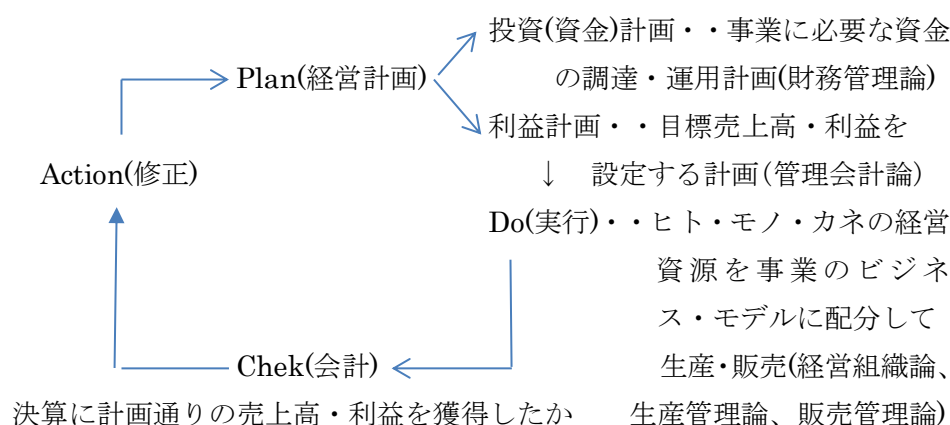 投資(資金)計画・・事業に必要な資金
Plan(経営計画)
の調達・運用計画(財務管理論)
利益計画・・目標売上高・利益を
Action(修正)
↓ 設定する計画(管理会計論)
Do(実行)・・ヒト・モノ・カネの経営
資源を事業のビジネ
ス・モデルに配分して
Chek(会計)
生産・販売(経営組織論、
決算に計画通りの売上高・利益を獲得したか
生産管理論、販売管理論)